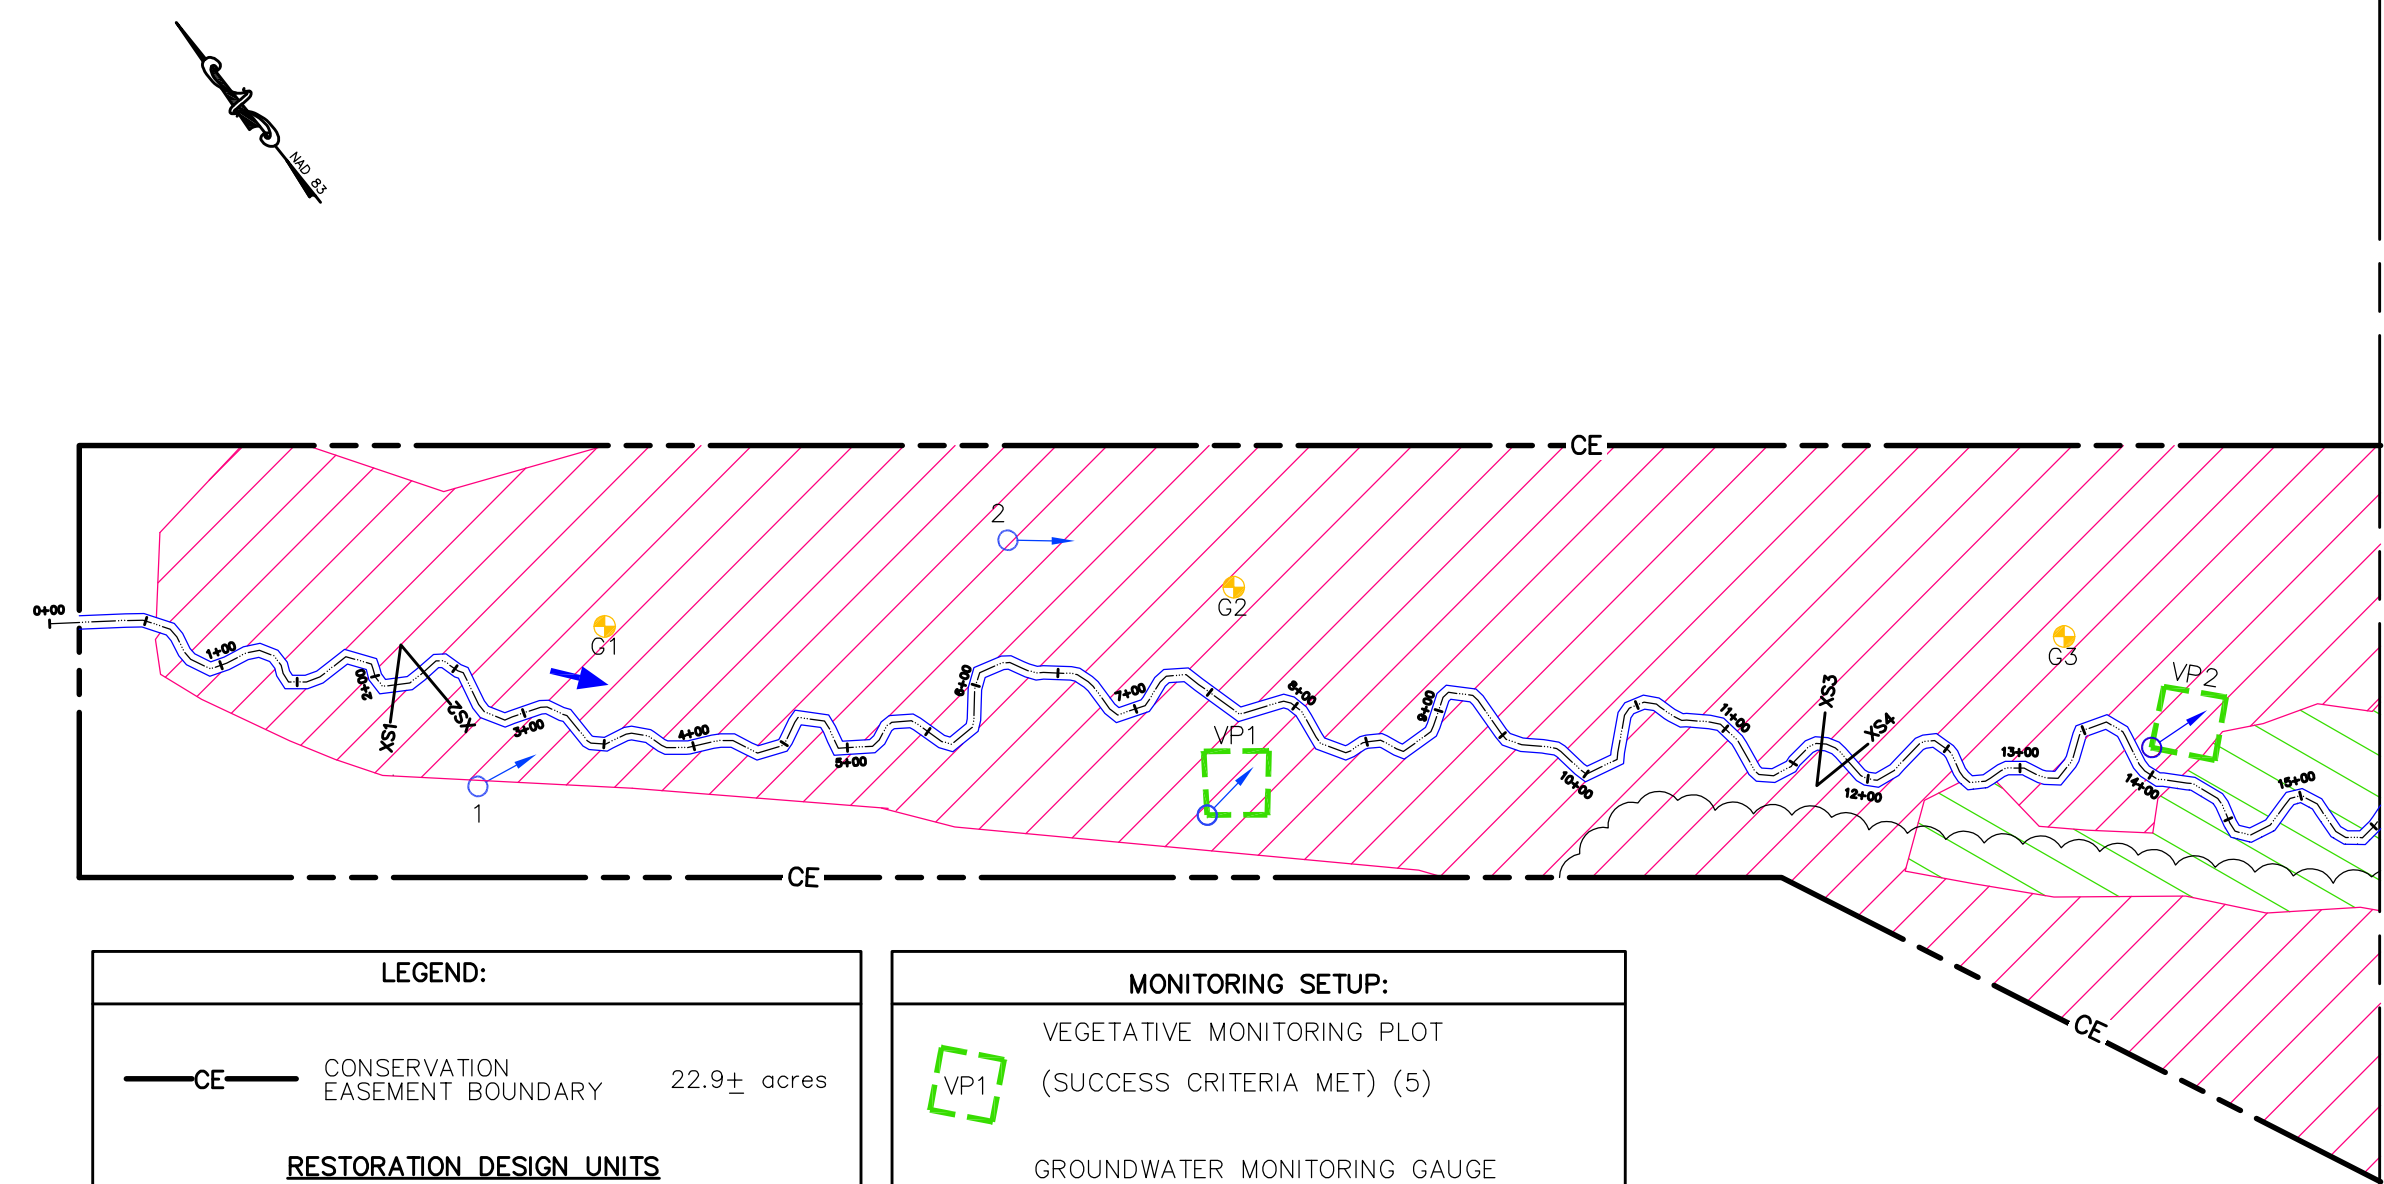 NAD 83
CE
2
G2
G1
G3
0+00
1+00
2+00
XS1
XS2
3+00
4+00
5+00
6+00
7+00
8+00
9+00
10+00
11+00
XS3
XS4
12+00
13+00
14+00
15+00
VP1
VP2
1
CE
CE
LEGEND:
CE
CONSERVATION
EASEMENT BOUNDARY
22.9± acres
RESTORATION DESIGN UNITS
MONITORING SETUP:
VP1
VEGETATIVE MONITORING PLOT
(SUCCESS CRITERIA MET) (5)
GROUNDWATER MONITORING GAUGE